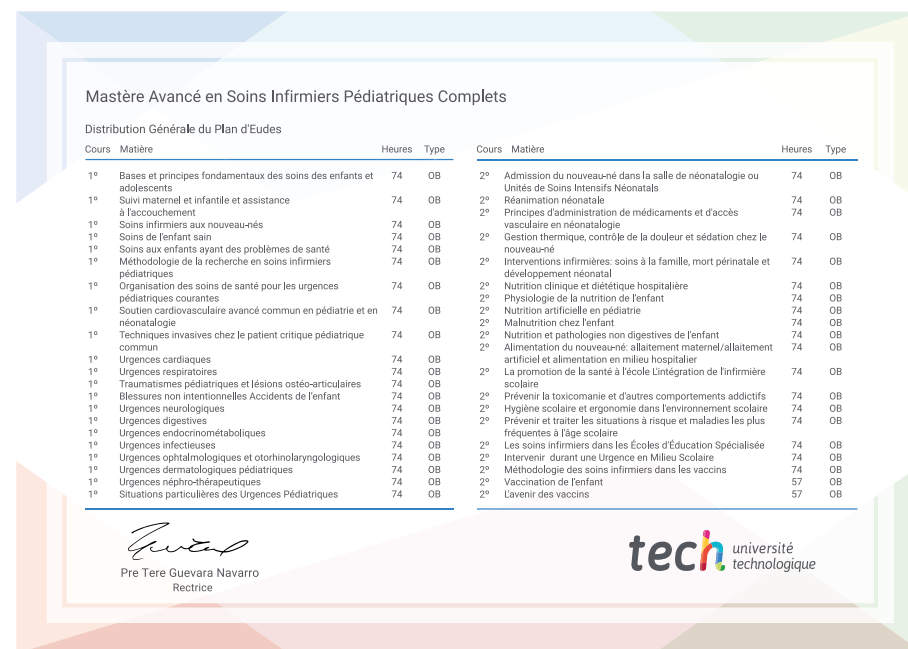 Mastère Avancé en Soins Infirmiers Pédiatriques Complets
Distribution Générale du Plan d'Eudes
Cours Matière Heures Type
1º Bases et principes fondamentaux des soins des enfants et 74 OB
adolescents
1º Suivi maternel et infantile et assistance 74 OB
à l'accouchement
1º Soins infirmiers aux nouveau-nés 74 OB
1º Soins de l'enfant sain 74 OB
1º Soins aux enfants ayant des problèmes de santé 74 OB
1º Méthodologie de la recherche en soins infirmiers 74 OB
pédiatriques
1º Organisation des soins de santé pour les urgences 74 OB
pédiatriques courantes
1º Soutien cardiovasculaire avancé commun en pédiatrie et en 74 OB
néonatalogie
1º Techniques invasives chez le patient critique pédiatrique 74 OB
commun
1º Urgences cardiaques 74 OB
1º Urgences respiratoires 74 OB
1º Traumatismes pédiatriques et lésions ostéo-articulaires 74 OB
1º Blessures non intentionnelles Accidents de l'enfant 74 OB
1º Urgences neurologiques 74 OB
1º Urgences digestives 74 OB
1º Urgences endocrinométaboliques 74 OB
1º Urgences infectieuses 74 OB
1º Urgences ophtalmologiques et otorhinolaryngologiques 74 OB
1º Urgences dermatologiques pédiatriques 74 OB
1º Urgences néphro-thérapeutiques 74 OB
1º Situations particulières des Urgences Pédiatriques 74 OB
Cours Matière Heures Type
2º Admission du nouveau-né dans la salle de néonatalogie ou 74 OB
Unités de Soins Intensifs Néonatals
2º Réanimation néonatale 74 OB
2º Principes d'administration de médicaments et d'accès 74 OB
vasculaire en néonatalogie
2º Gestion thermique, contrôle de la douleur et sédation chez le 74 OB
nouveau-né
2º Interventions infirmières: soins à la famille, mort périnatale et 74 OB
développement néonatal
2º Nutrition clinique et diététique hospitalière 74 OB
2º Physiologie de la nutrition de l'enfant 74 OB
2º Nutrition artificielle en pédiatrie 74 OB
2º Malnutrition chez l'enfant 74 OB
2º Nutrition et pathologies non digestives de l'enfant 74 OB
2º Alimentation du nouveau-né: allaitement maternel/allaitement 74 OB
artificiel et alimentation en milieu hospitalier
2º La promotion de la santé à l'école L'intégration de l'infirmière 74 OB
scolaire
2º Prévenir la toxicomanie et d'autres comportements addictifs 74 OB
2º Hygiène scolaire et ergonomie dans l'environnement scolaire 74 OB
2º Prévenir et traiter les situations à risque et maladies les plus 74 OB
fréquentes à l'âge scolaire
2º Les soins infirmiers dans les Écoles d'Éducation Spécialisée 74 OB
2º Intervenir durant une Urgence en Milieu Scolaire 74 OB
2º Méthodologie des soins infirmiers dans les vaccins 74 OB
2º Vaccination de l'enfant 57 OB
2º L'avenir des vaccins 57 OB
Pre Tere Guevara Navarro
Rectrice
tech université
technologique